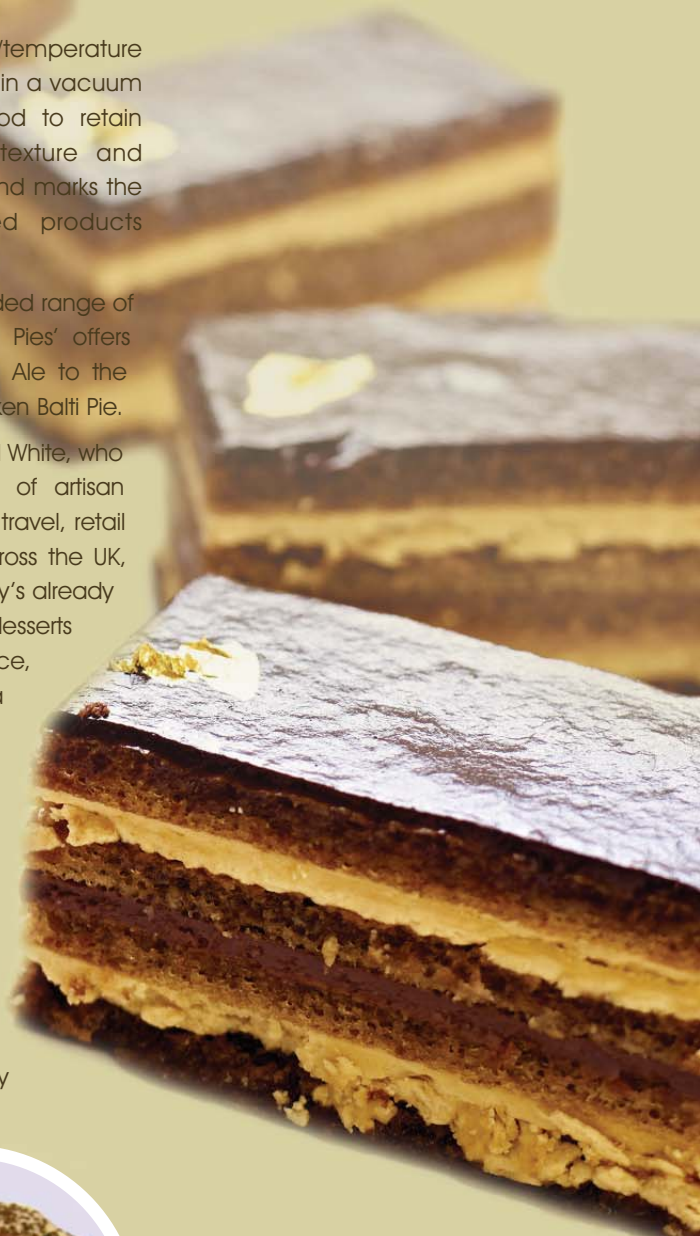 /temperature
in a vacuum
od to retain
texture and
nd marks the
ed products
ded range of
Pies’ offers
Ale to the
ken Balti Pie.
l White, who
of artisan
travel, retail
ross the UK,
y’s already
desserts
ce,
a
y